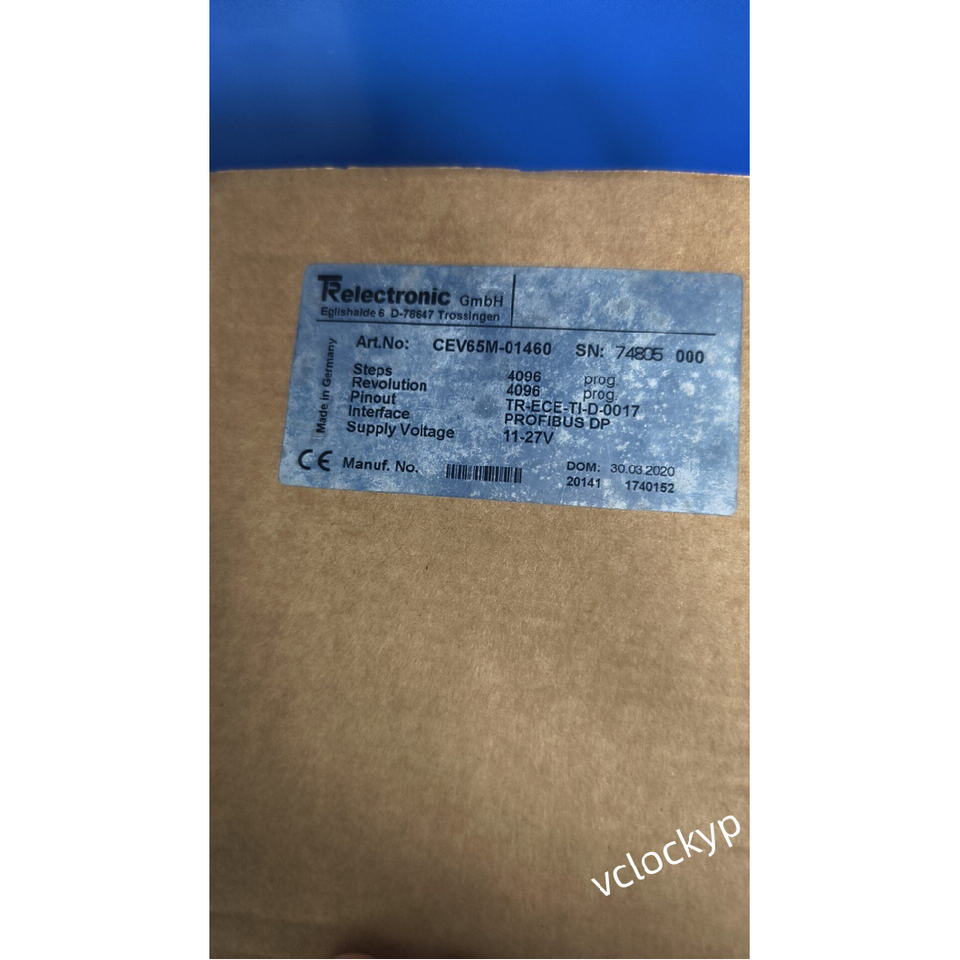 TRelectronic GmbH
Eglishalde 6 D-78647 Trossingen
Made in Germany
Art.No: CEV65M-01460 SN: 74805 000
Steps 4096 prog.
Revolution 4096 prog.
Pinout TR-ECE-TI-D-0017
Interface PROFIBUS DP
Supply Voltage 11-27V
CE Manuf. No. DOM: 30.03.2020
20141 1740152
vclockyp